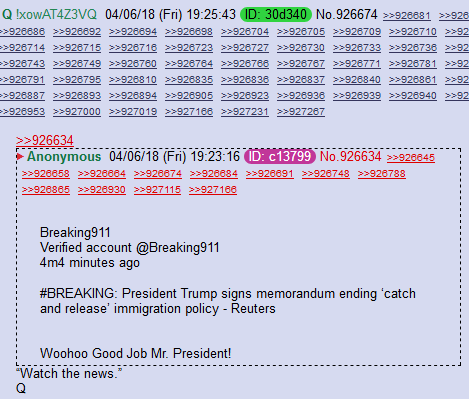 Q !xowAT4Z3VQ 04/06/18 (Fri) 19:25:43 ID: 30d340 No.926674 >>926681
>>926686 >>926692 >>926694 >>926698 >>926704 >>926705 >>926709 >>926710
>>926714 >>926715 >>926716 >>926723 >>926727 >>926730 >>926733 >>926736
>>926743 >>926749 >>926760 >>926764 >>926766 >>926767 >>926783
>>926791 >>926795 >>926810 >>926835 >>926836 >>926837 >>926840 >>926861
>>926887 >>926893 >>926894 >>926905 >>926923 >>926936 >>926939 >>926940
>>926953 >>927000 >>927019 >>927166 >>927231 >>927267
>>926634
Anonymous 04/06/18 (Fri) 19:23:16 ID: c13799 No.926634 >>926645
>>926658 >>926664 >>926674 >>926684 >>926691 >>926748 >>926788
>>926865 >>926930 >>927115 >>927166
Breaking911
Verified account @Breaking911
4m4 minutes ago
#BREAKING: President Trump signs memorandum ending ‘catch
and release’ immigration policy - Reuters
Woohoo Good Job Mr. President!
“Watch the news.”
Q